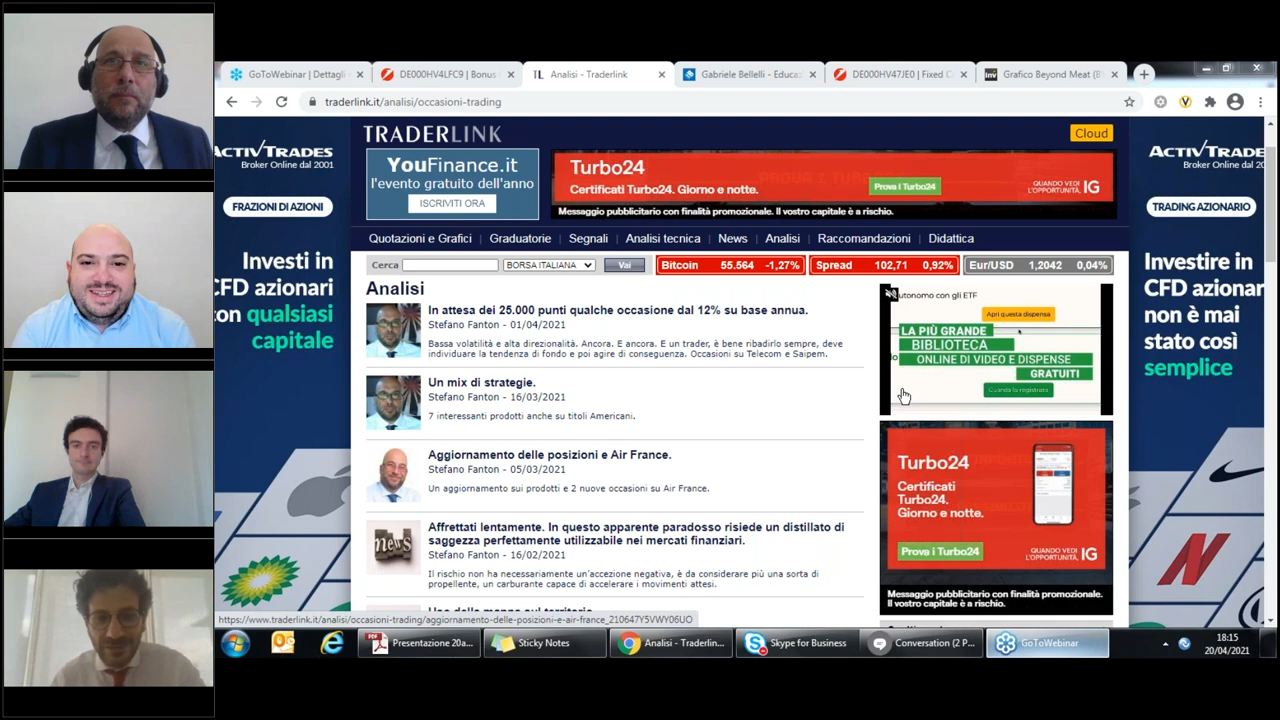 GoToWebinar | Dettagli
DE000HV4LFC9 | Bonus
TL Analisi - Traderlink
Gabriele Bellelli - Educaz
DE000HV47JE0 | Fixed C
Inv Grafico Beyond Meat (B
traderlink.it/analisi/occasioni-trading
TRADERLINK
Cloud
YouFinance.it
l'evento gratuito dell'anno
ISCRIVITI ORA
Turbo24
Certificati Turbo24. Giorno e notte.
Prova i Turbo24
QUANDO VEDI
L'OPPORTUNITÀ. IG
Messaggio pubblicitario con finalità promozionale. Il vostro capitale è a rischio.
Quotazioni e Grafici | Graduatorie | Segnali | Analisi tecnica | News | Analisi | Raccomandazioni | Didattica
Cerca
BORSA ITALIANA
Vai
Bitcoin 55.564 -1,27%
Spread 102,71 0,92%
Eur/USD 1,2042 0,04%
ACTIVTRADES
Broker Online dal 2001
FRAZIONI DI AZIONI
Investi in
CFD azionari
con qualsiasi
capitale
Analisi
In attesa dei 25.000 punti qualche occasione dal 12% su base annua.
Stefano Fanton - 01/04/2021
Bassa volatilità e alta direzionalità. Ancora. E ancora. E un trader, è bene ribadirlo sempre, deve
individuare la tendenza di fondo e poi agire di conseguenza. Occasioni su Telecom e Saipem.
Un mix di strategie.
Stefano Fanton - 16/03/2021
7 interessanti prodotti anche su titoli Americani.
Aggiornamento delle posizioni e Air France.
Stefano Fanton - 05/03/2021
Un aggiornamento sui prodotti e 2 nuove occasioni su Air France.
news
Affrettati lentamente. In questo apparente paradosso risiede un distillato di
saggezza perfettamente utilizzabile nei mercati finanziari.
Stefano Fanton - 16/02/2021
Il rischio non ha necessariamente un'accezione negativa, è da considerare più una sorta di
propellente, un carburante capace di accelerare i movimenti attesi.
utonomo con gli ETF
Apri questa dispensa
LA PIÙ GRANDE
BIBLIOTECA
ONLINE DI VIDEO E DISPENSE
GRATUITI
Turbo24
Certificati
Turbo24.
Giorno e notte.
Prova i Turbo24
QUANDO VEDI
L'OPPORTUNITÀ. IG
Messaggio pubblicitario con finalità promozionale.
Il vostro capitale è a rischio.
ACTIVTRADES
Broker Online dal 2
TRADING AZIONARIO
Investire in
CFD azionar
non è mai
stato così
semplice
https://www.traderlink.it/analisi/occasioni-trading/aggiornamento-delle-posizioni-e-air-france_210647Y5VWY06UO
Presentazione 20a...
Sticky Notes
Analisi - Traderlin...
Skype for Business
Conversation (2 P...
GoToWebinar
18:15
20/04/2021